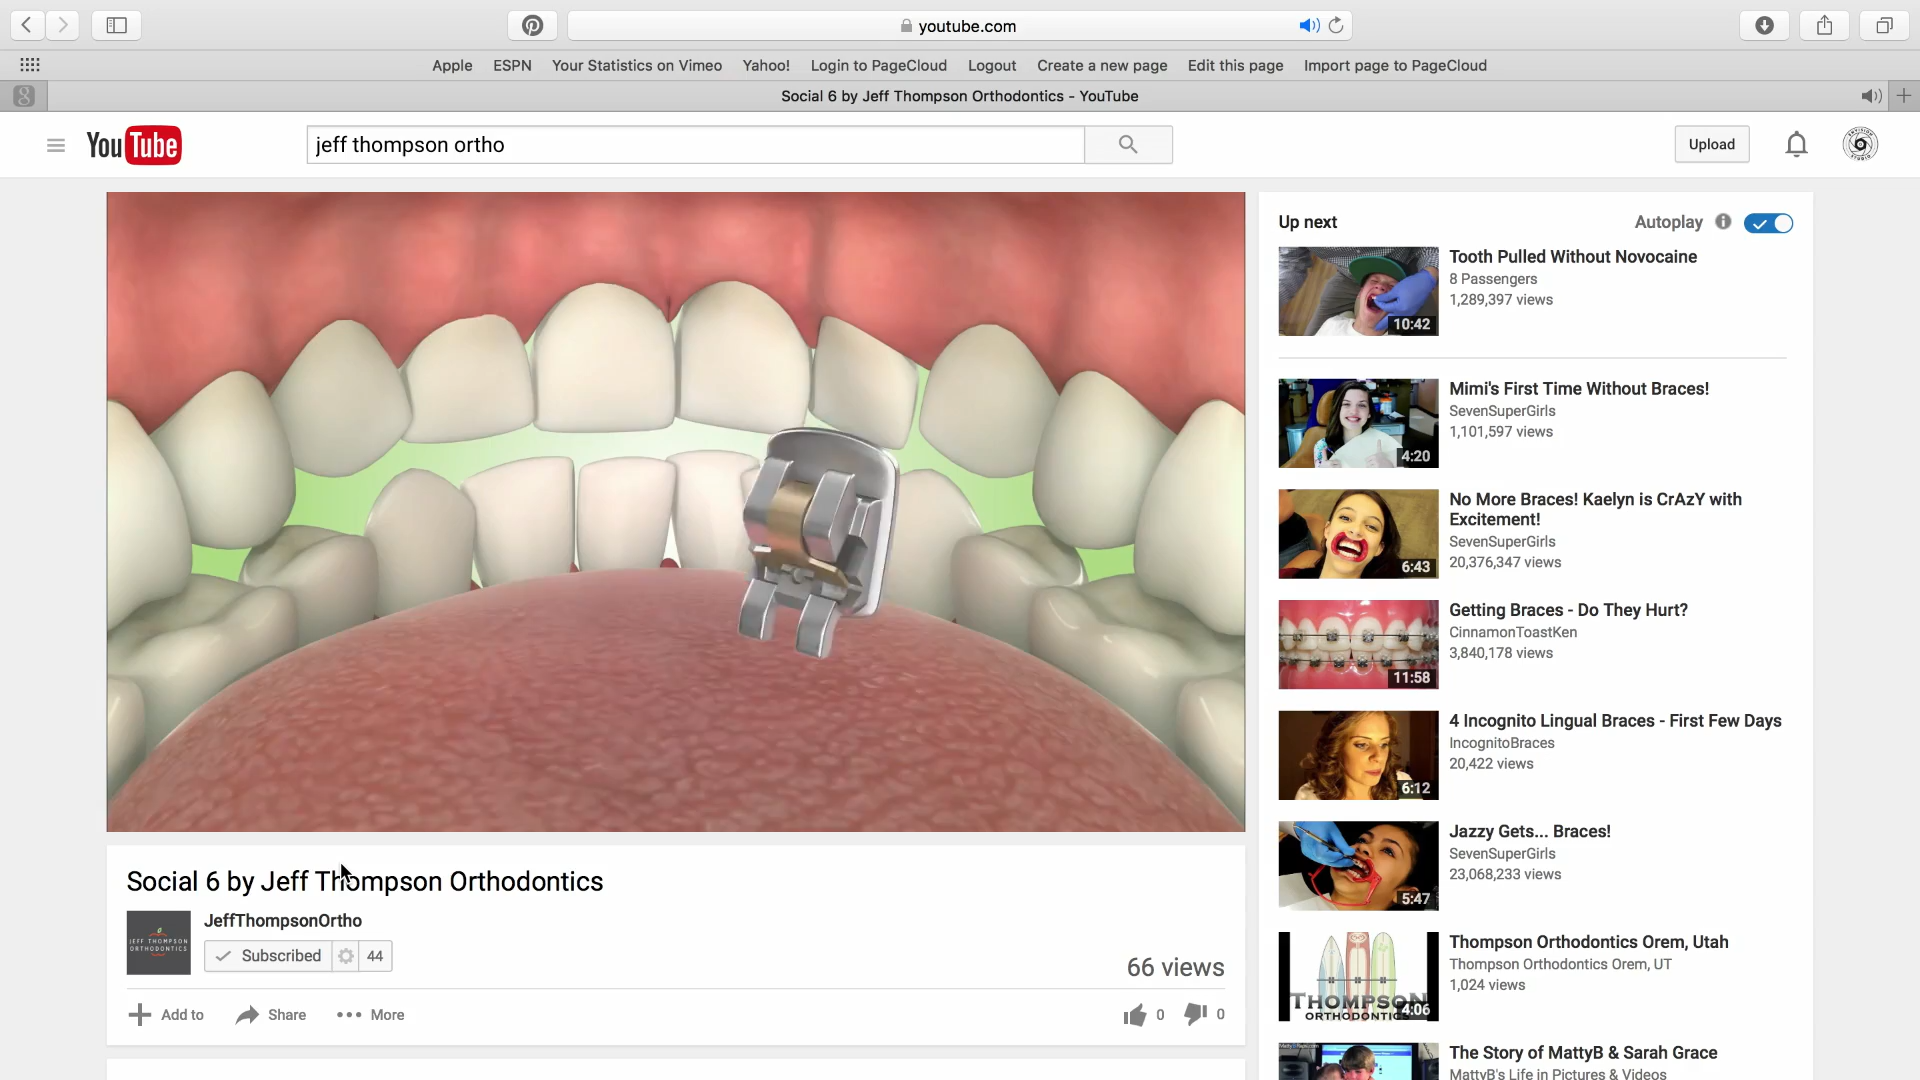 youtube.com
Apple ESPN Your Statistics on Vimeo Yahoo! Login to PageCloud Logout Create a new page Edit this page Import page to PageCloud
Social 6 by Jeff Thompson Orthodontics - YouTube
YouTube
jeff thompson ortho
Upload
Up next
Autoplay
Tooth Pulled Without Novocaine
8 Passengers
1,289,397 views
10:42
Mimi's First Time Without Braces!
SevenSuperGirls
1,101,597 views
4:20
No More Braces! Kaelyn is CrAzY with
Excitement!
SevenSuperGirls
20,376,347 views
6:43
Getting Braces - Do They Hurt?
CinnamonToastKen
3,840,178 views
11:58
4 Incognito Lingual Braces - First Few Days
IncognitoBraces
20,422 views
6:12
Jazzy Gets... Braces!
SevenSuperGirls
23,068,233 views
5:47
Thompson Orthodontics Orem, Utah
Thompson Orthodontics Orem, UT
1,024 views
THOMPSON
ORTHODONTICS
4:06
The Story of MattyB & Sarah Grace
MattyB's Life in Pictures & Videos
Social 6 by Jeff Thompson Orthodontics
JEFF THOMPSON
ORTHODONTICS
JeffThompsonOrtho
Subscribed 44
66 views
Add to Share More
0 0